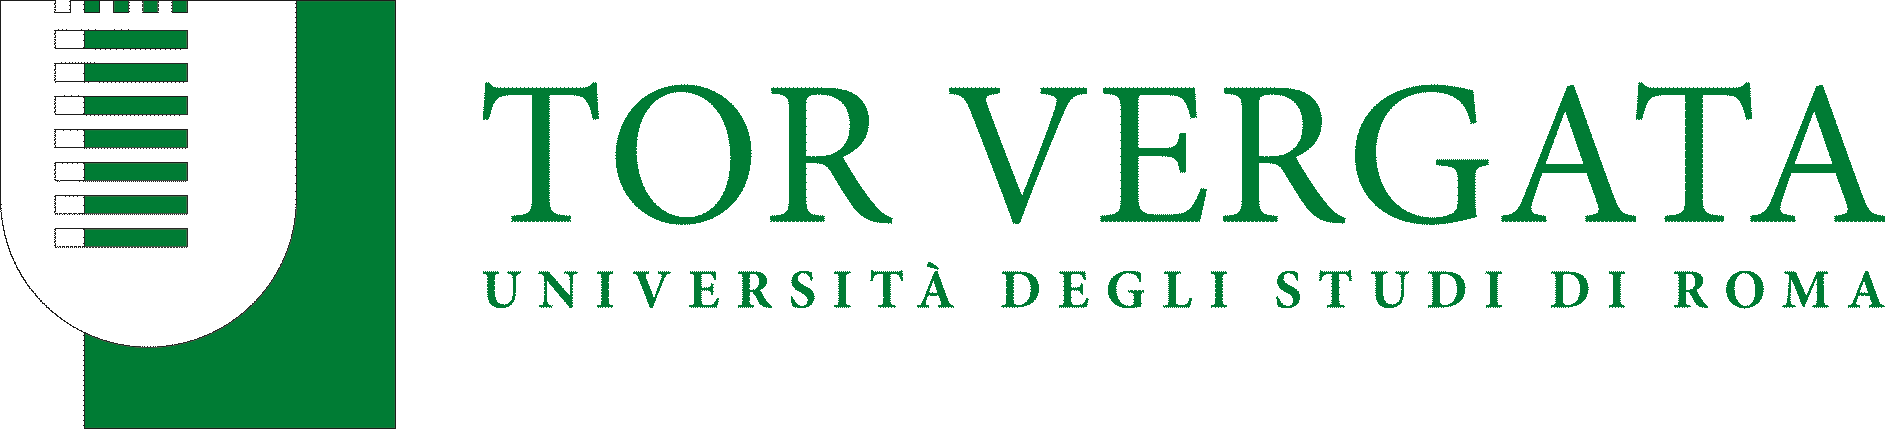 TOR VERGATA
UNIVERSITÀ DEGLI STUDI DI ROMA